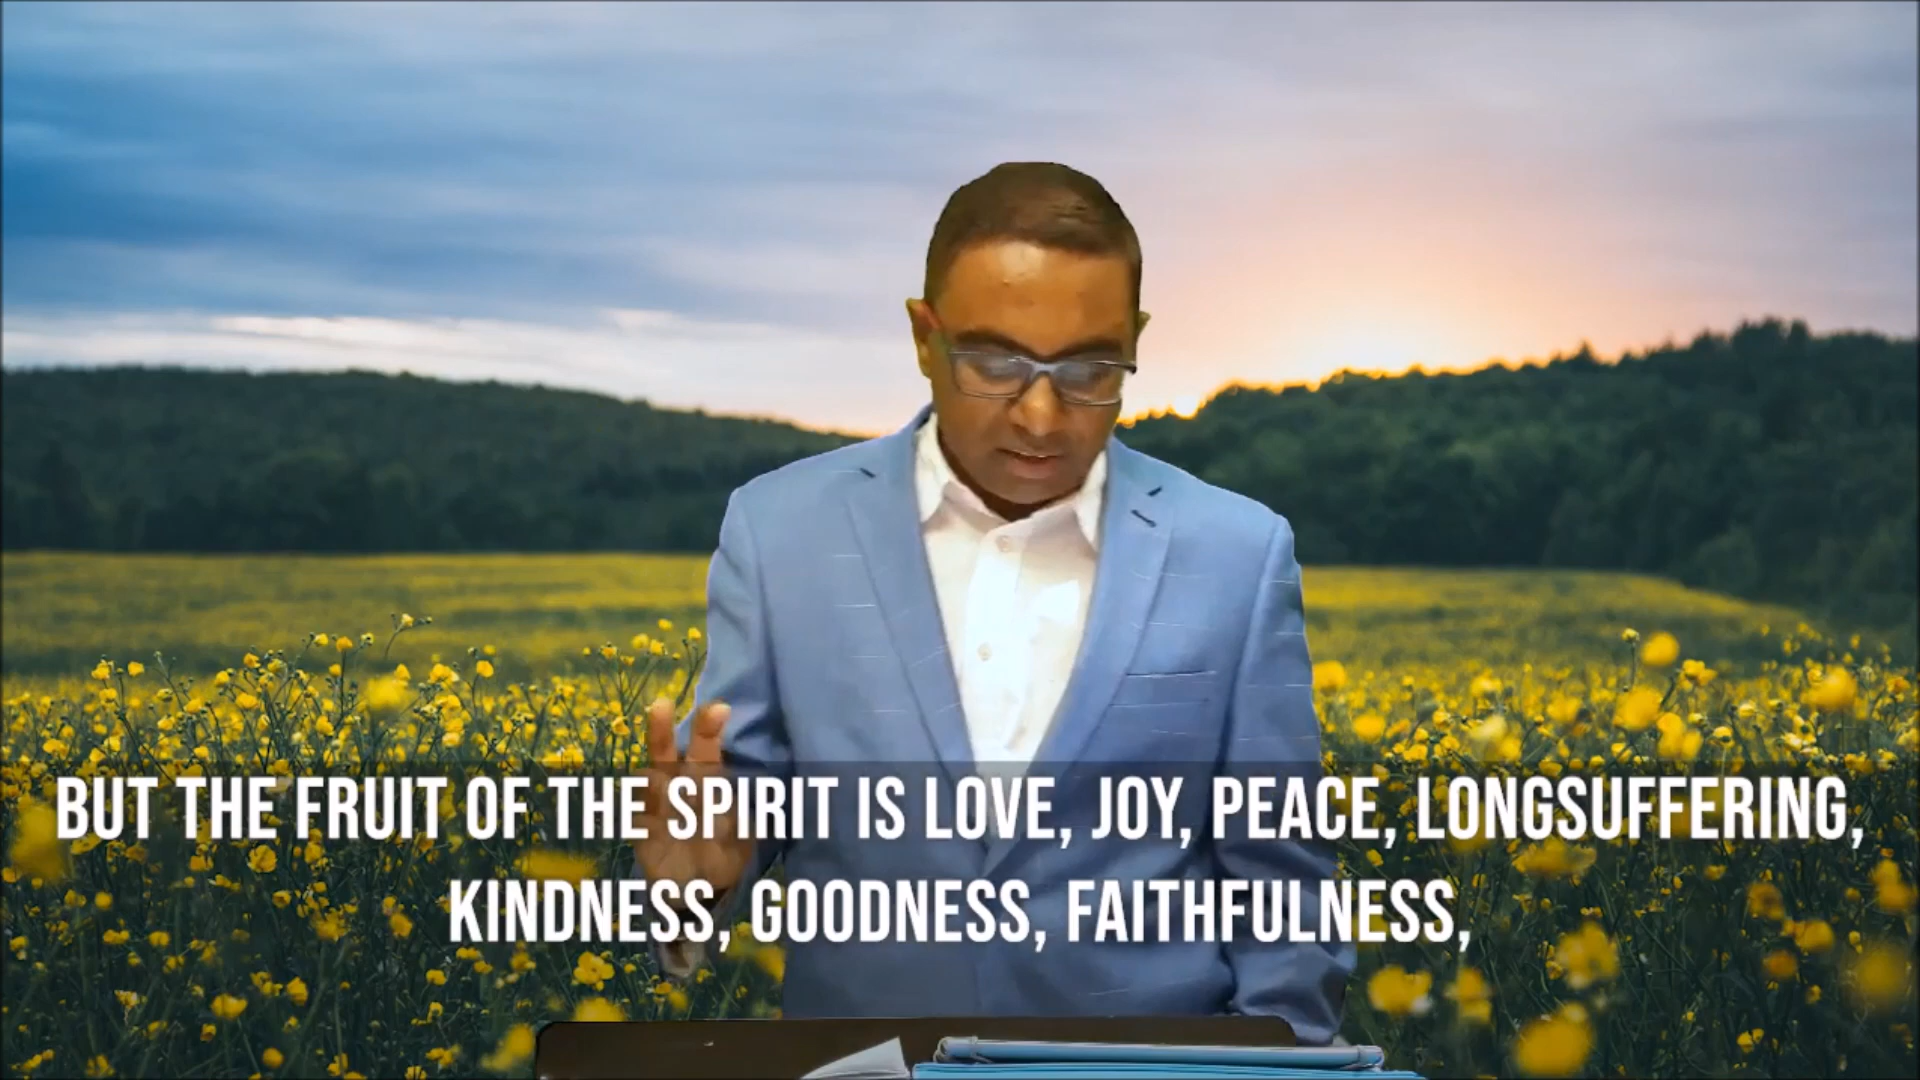 BUT THE FRUIT OF THE SPIRIT IS LOVE, JOY, PEACE, LONGSUFFERING,
KINDNESS, GOODNESS, FAITHFULNESS,